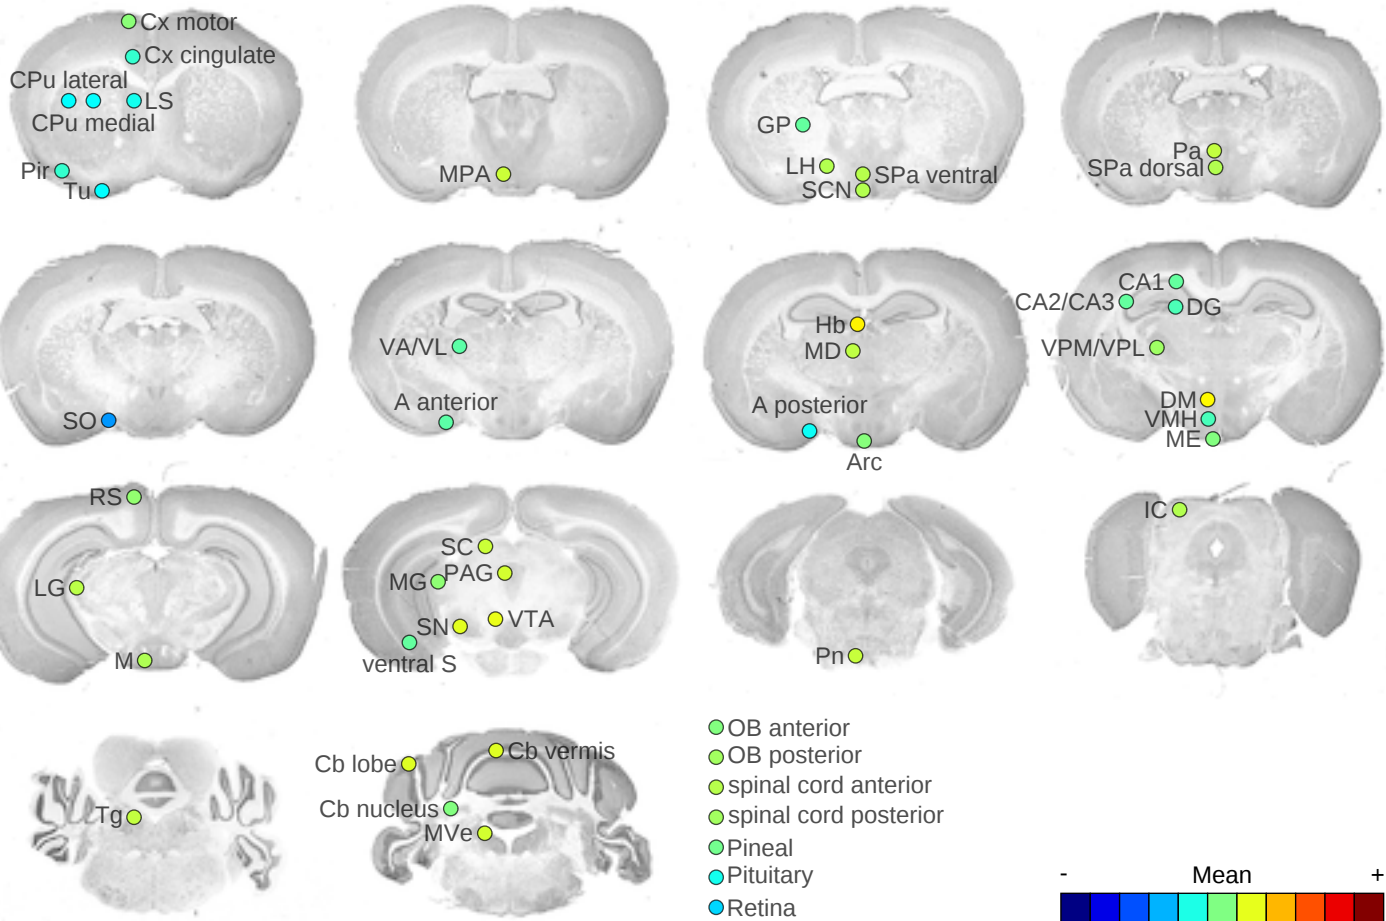 Cx motor
Cx cingulate
CPu lateral
LS
CPu medial
Pir
Tu
MPA
GP
LH
SPa ventral
SCN
Pa
SPa dorsal
SO
VA/VL
A anterior
Hb
MD
A posterior
Arc
CA1
CA2/CA3
DG
VPM/VPL
DM
VMH
ME
RS
LG
M
SC
PAG
MG
SN
VTA
ventral S
Pn
IC
Tg
Cb lobe
Cb vermis
Cb nucleus
MVe
OB anterior
OB posterior
spinal cord anterior
spinal cord posterior
Pineal
Pituitary
Retina
- Mean +